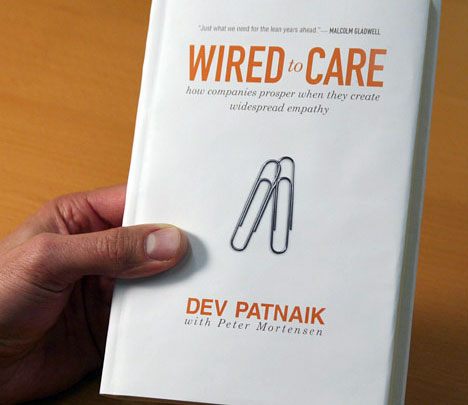 "Just what we need for the lean years ahead." — MALCOLM GLADWELL
WIRED to CARE
how companies prosper when they create
widespread empathy
DEV PATNAIK
with Peter Mortensen